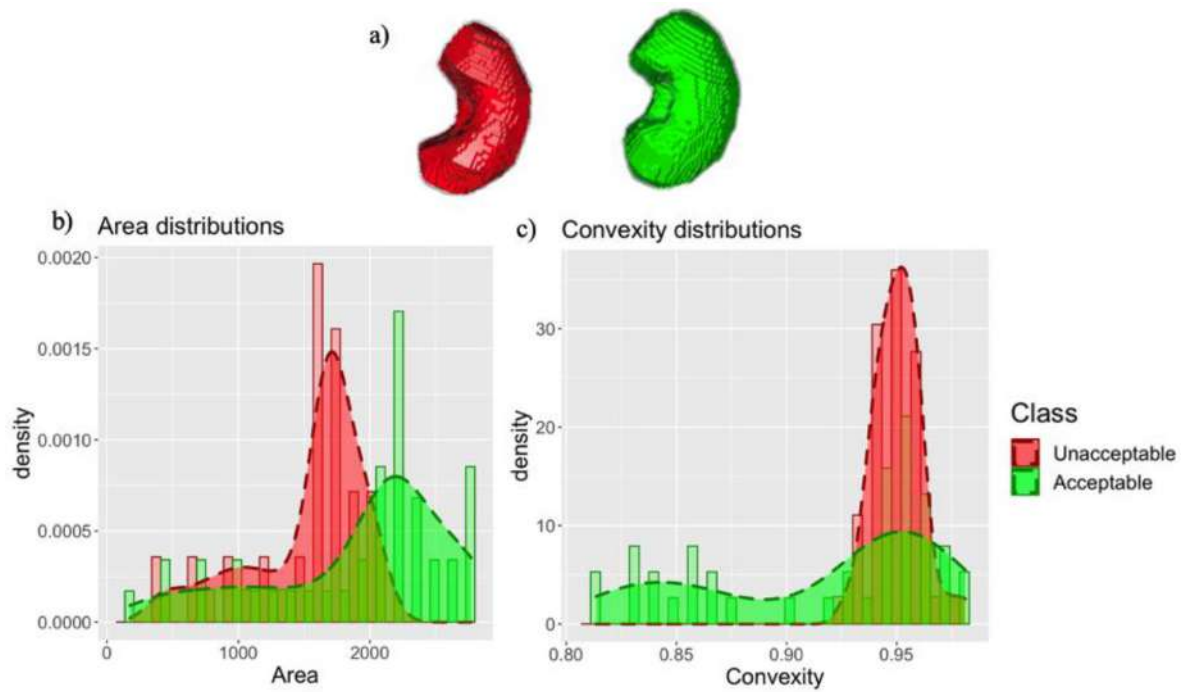 a)
b) Area distributions
0.0020
0.0015
0.0010
0.0005
0.0000
density
0 1000 2000
Area
c) Convexity distributions
30
20
10
0
density
0.80 0.85 0.90 0.95
Convexity
Class
Unacceptable
Acceptable